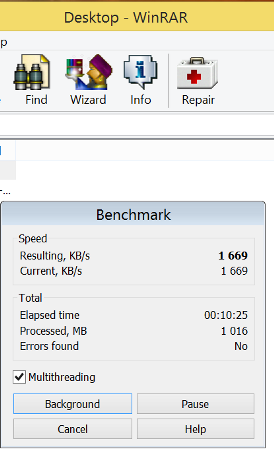 Desktop - WinRAR
p
Find Wizard Info Repair
-...
Benchmark
Speed
Resulting, KB/s 1 669
Current, KB/s 1 669
Total
Elapsed time 00:10:25
Processed, MB 1 016
Errors found No
Multithreading
Background Pause
Cancel Help